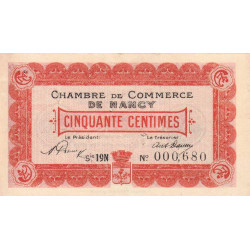 CHAMBRE DE COMMERCE
DE NANCY
CINQUANTE CENTIMES
Le Président Le Trésorier
Sie 19N No 000,680